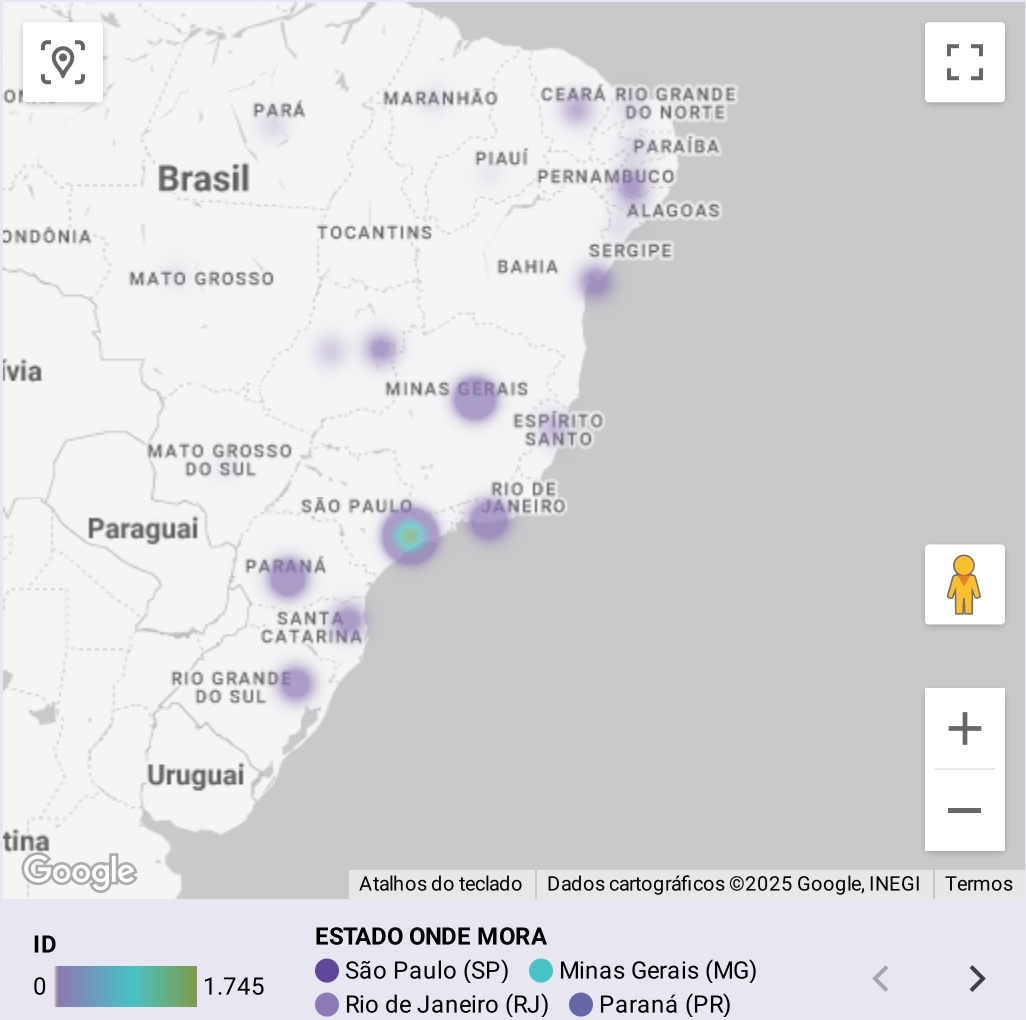 PARÁ
MARANHÃO
CEARÁ
RIO GRANDE
DO NORTE
PARAÍBA
PIAUÍ
PERNAMBUCO
Brasil
ALAGOAS
TOCANTINS
ONDÔNIA
SERGIPE
BAHIA
MATO GROSSO
ívia
MINAS GERAIS
ESPÍRITO
SANTO
MATO GROSSO
DO SUL
RIO DE
JANEIRO
SÃO PAULO
Paraguai
PARANÁ
SANTA
CATARINA
RIO GRANDE
DO SUL
Uruguai
tina
Google
Atalhos do teclado
Dados cartográficos ©2025 Google, INEGI
Termos
ID
0 1.745
ESTADO ONDE MORA
São Paulo (SP) Minas Gerais (MG)
Rio de Janeiro (RJ) Paraná (PR)